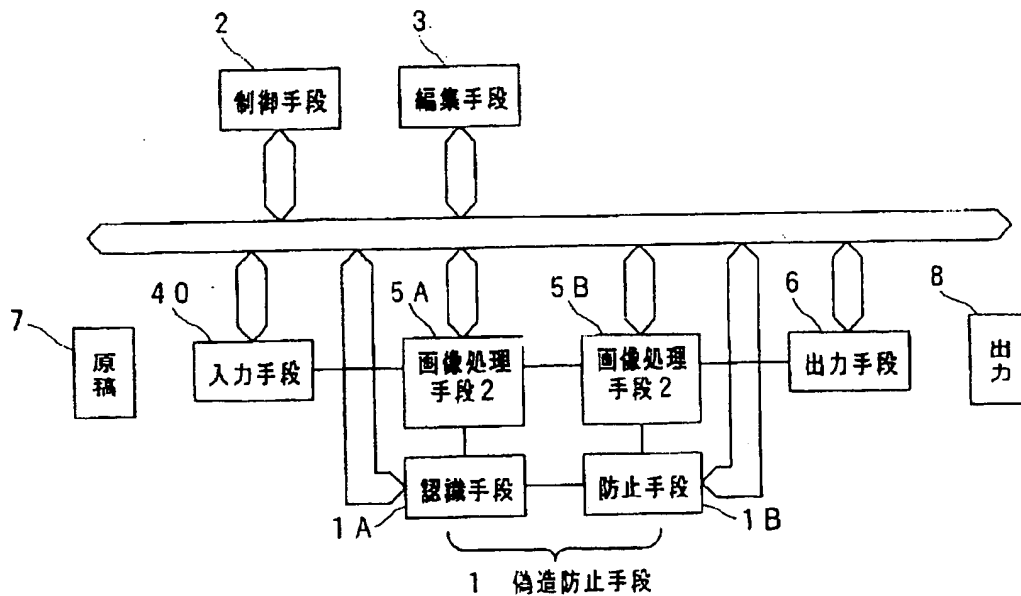 2
3
制御手段
編集手段
7
40
5A
5B
6
8
原稿
入力手段
画像処理
手段2
画像処理
手段2
出力手段
出力
認識手段
防止手段
1A
1B
1 偽造防止手段